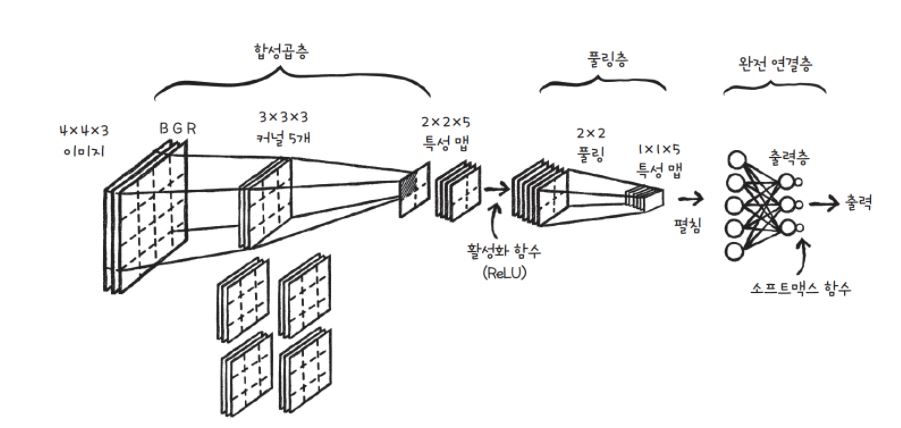 합성곱층
풀링층
완전 연결층
4×4×3
이미지
B G R
3×3×3
커널 5개
2×2×5
특성 맵
2×2
풀링
1×1×5
특성 맵
출력층
활성화 함수
(ReLU)
펼침
출력
소프트맥스 함수